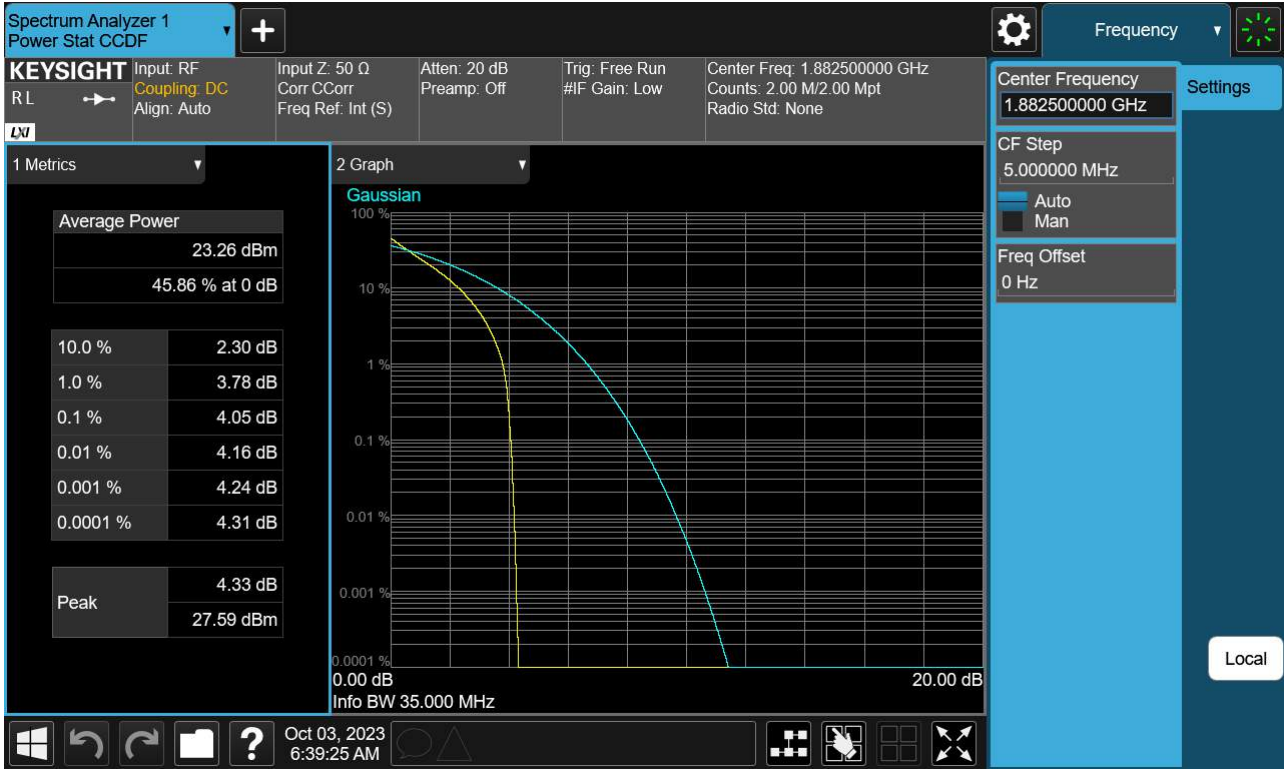 Spectrum Analyzer 1
Power Stat CCDF
Frequency
KEYSIGHT
R L
LXI
Input: RF
Coupling: DC
Align: Auto
Input Z: 50 Ω
Corr CCorr
Freq Ref: Int (S)
Atten: 20 dB
Preamp: Off
Trig: Free Run
#IF Gain: Low
Center Freq: 1.882500000 GHz
Counts: 2.00 M/2.00 Mpt
Radio Std: None
Center Frequency
1.882500000 GHz
Settings
CF Step
5.000000 MHz
Auto
Man
Freq Offset
0 Hz
Local
1 Metrics
Average Power
23.26 dBm
45.86 % at 0 dB
10.0 % 2.30 dB
1.0 % 3.78 dB
0.1 % 4.05 dB
0.01 % 4.16 dB
0.001 % 4.24 dB
0.0001 % 4.31 dB
Peak
4.33 dB
27.59 dBm
2 Graph
Gaussian
100 %
10 %
1 %
0.1 %
0.01 %
0.001 %
0.0001 %
0.00 dB 20.00 dB
Info BW 35.000 MHz
?
Oct 03, 2023
6:39:25 AM